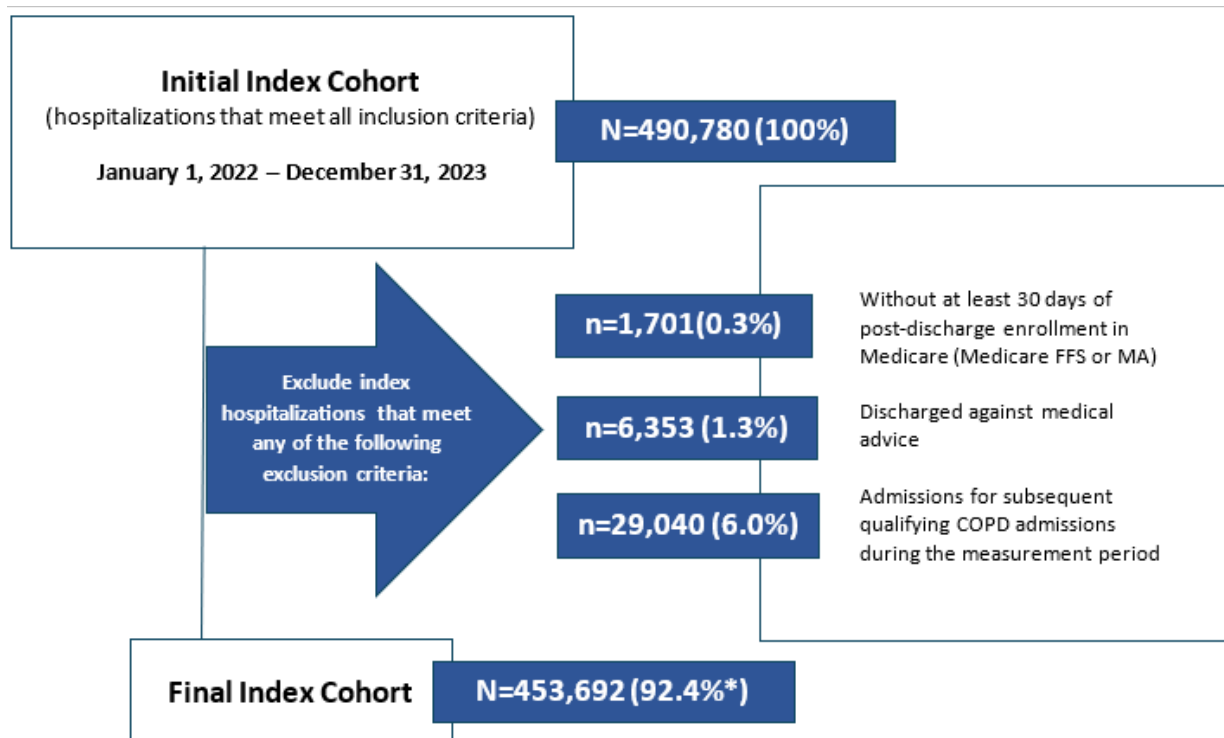 Initial Index Cohort
(hospitalizations that meet all inclusion criteria)
January 1, 2022 – December 31, 2023
N=490,780 (100%)
Exclude index
hospitalizations that meet
any of the following
exclusion criteria:
n=1,701(0.3%)
Without at least 30 days of
post-discharge enrollment in
Medicare (Medicare FFS or MA)
n=6,353 (1.3%)
Discharged against medical
advice
n=29,040 (6.0%)
Admissions for subsequent
qualifying COPD admissions
during the measurement period
Final Index Cohort
N=453,692 (92.4%*)